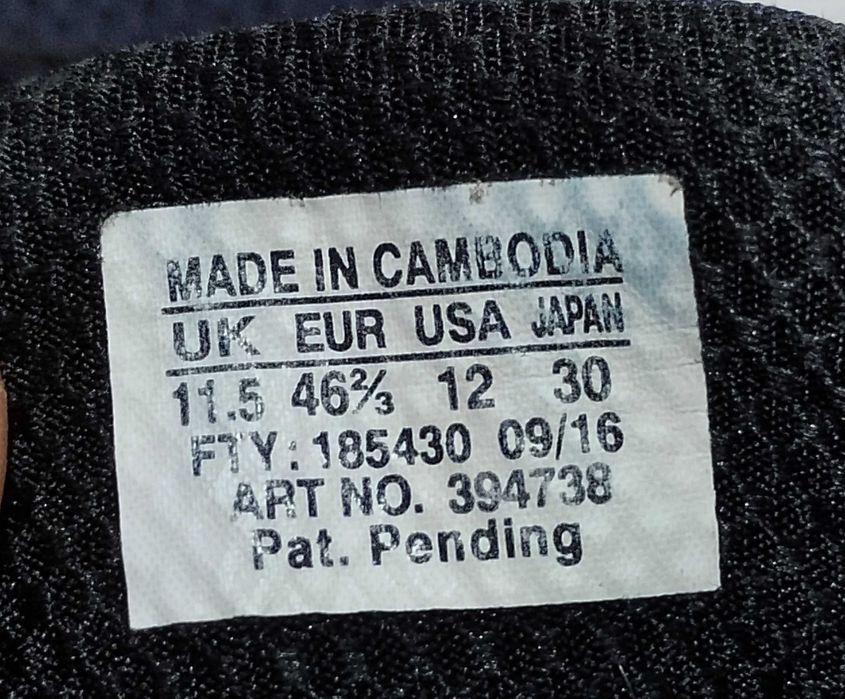 MADE IN CAMBODIA
UK EUR USA JAPAN
11.5 46⅔ 12 30
FTY: 185430 09/16
ART NO. 394738
Pat. Pending